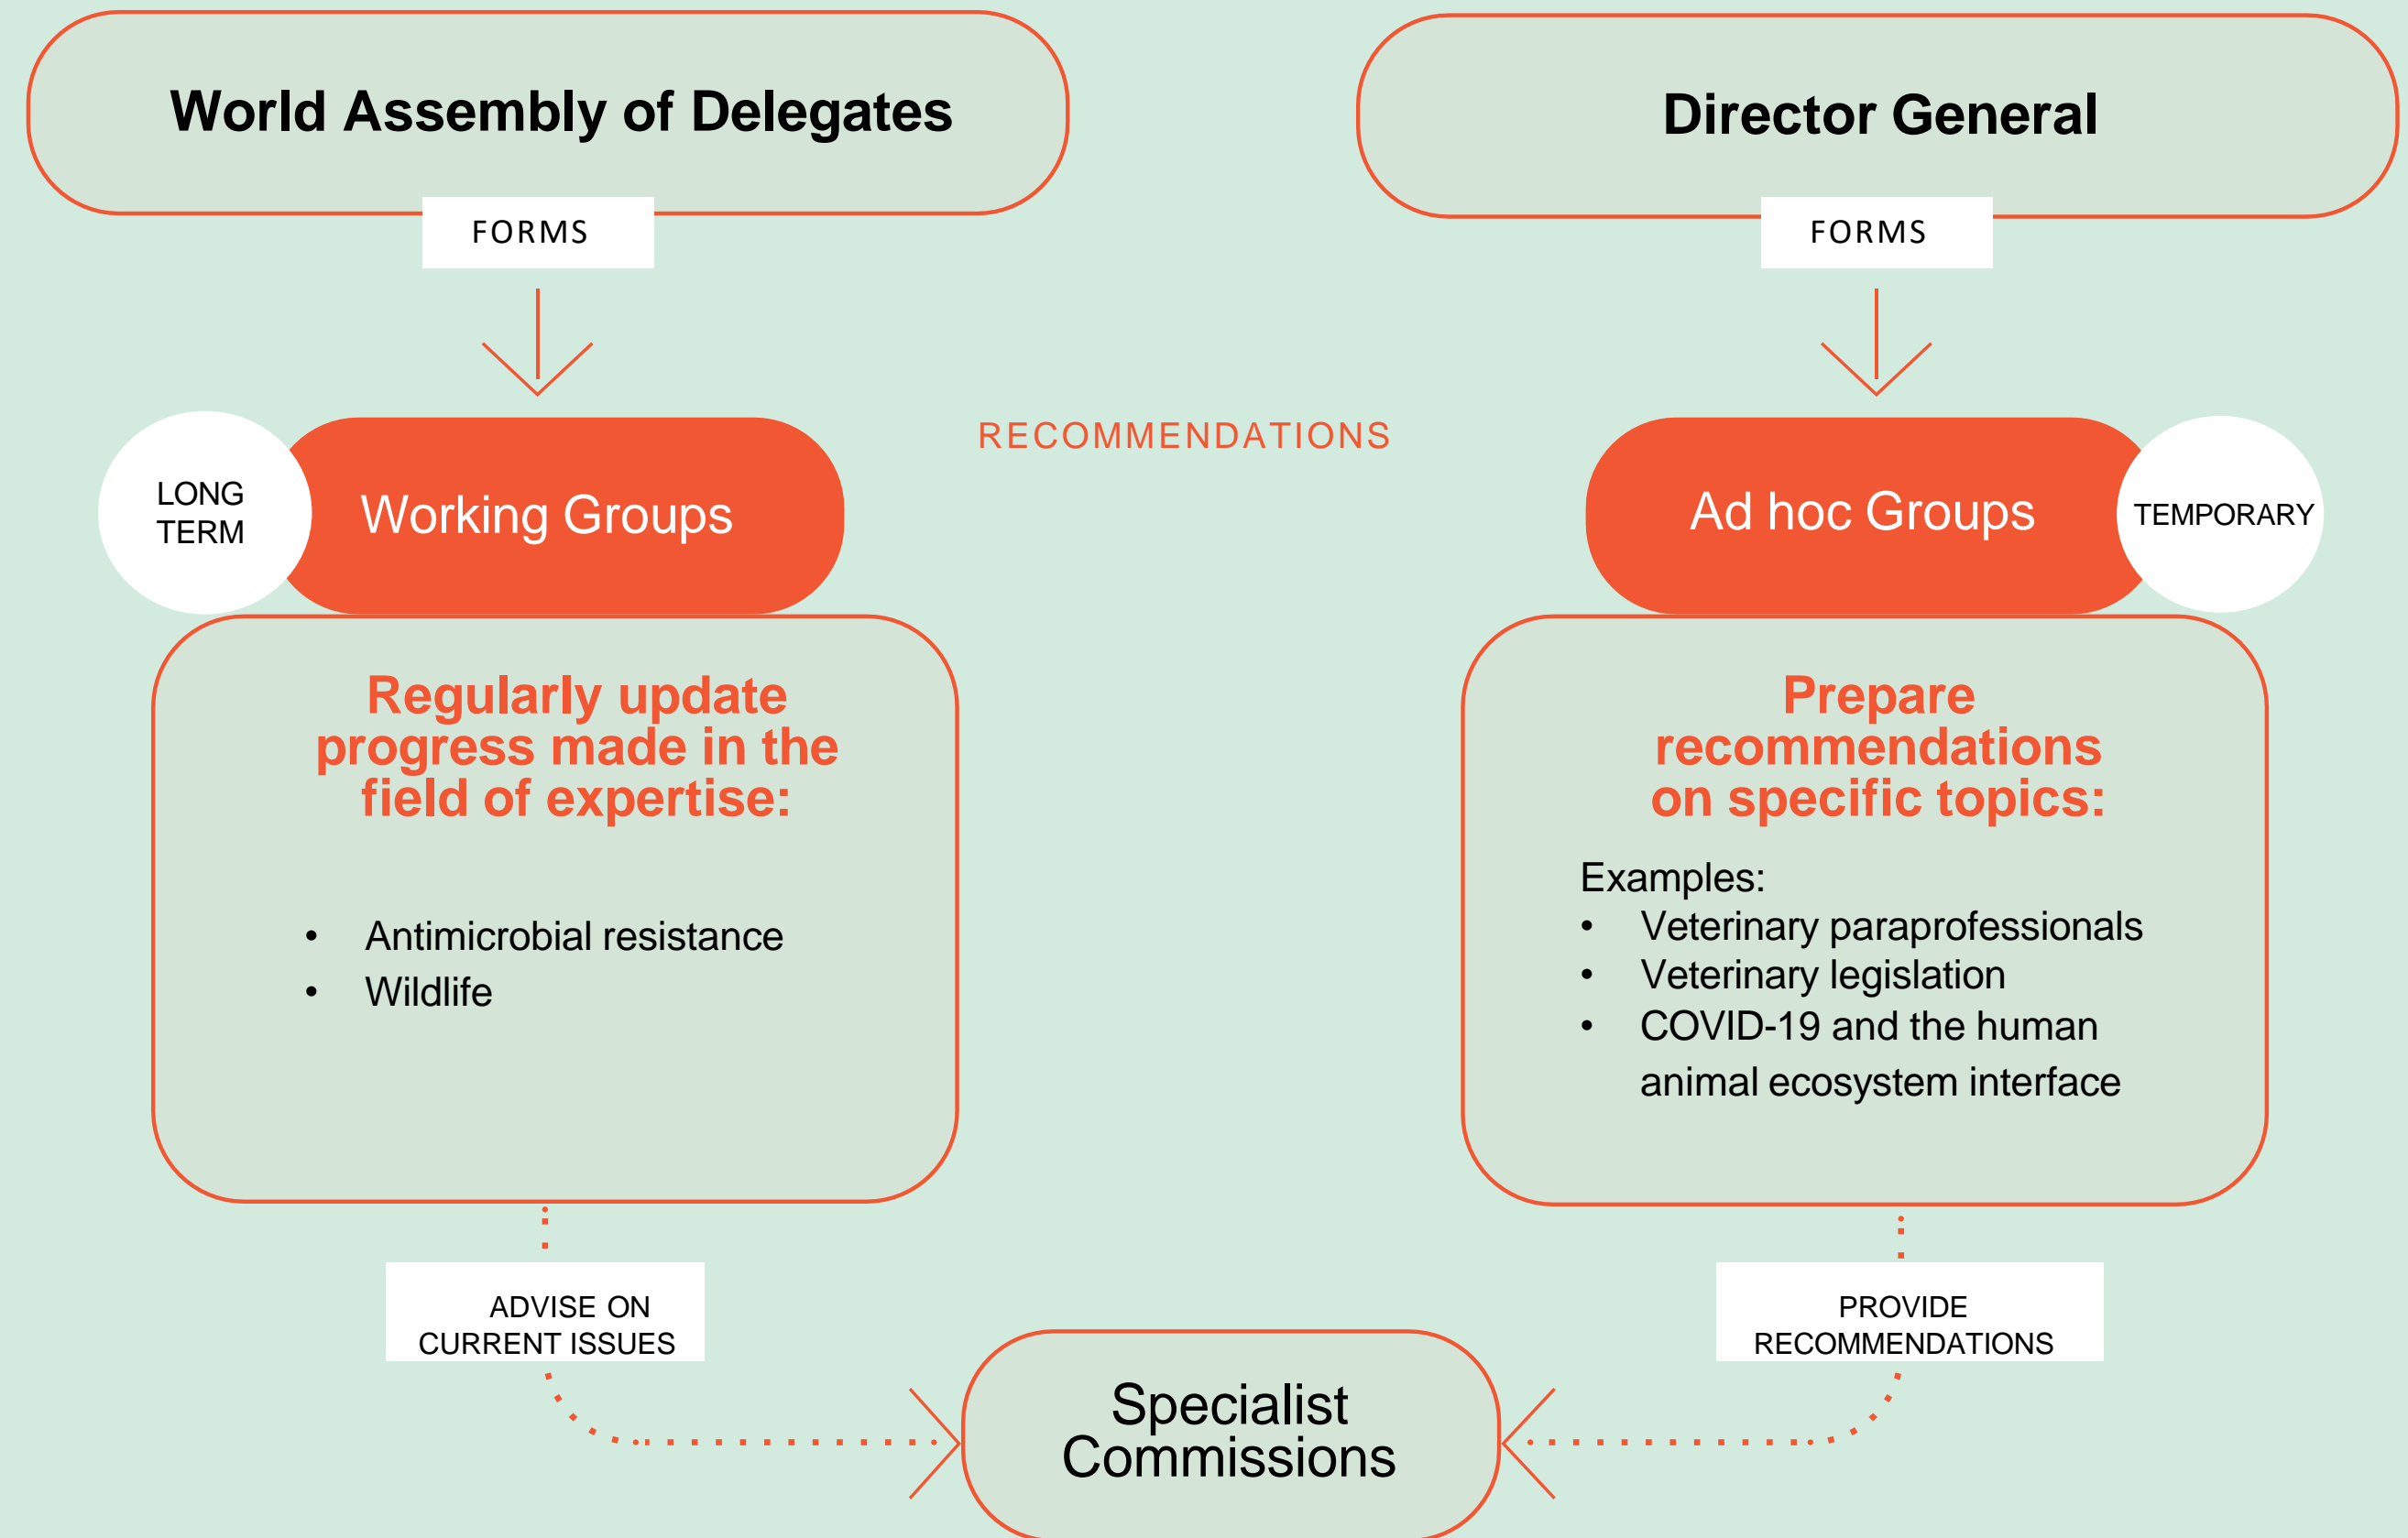 World Assembly of Delegates
FORMS
LONG
TERM
Working Groups
Regularly update
progress made in the
field of expertise:
• Antimicrobial resistance
• Wildlife
ADVISE ON
CURRENT ISSUES
RECOMMENDATIONS
Director General
FORMS
Ad hoc Groups
TEMPORARY
Prepare
recommendations
on specific topics:
Examples:
• Veterinary paraprofessionals
• Veterinary legislation
• COVID-19 and the human
animal ecosystem interface
PROVIDE
RECOMMENDATIONS
Specialist
Commissions